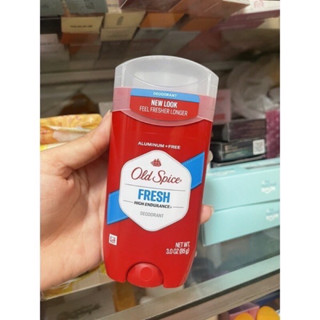 DEODORANT
NEW LOOK
FEEL FRESHER LONGER
ALUMINUM • FREE
Old Spice
FRESH
HIGH ENDURANCE
DEODORANT
NET WT.
3.0 OZ (85 g)